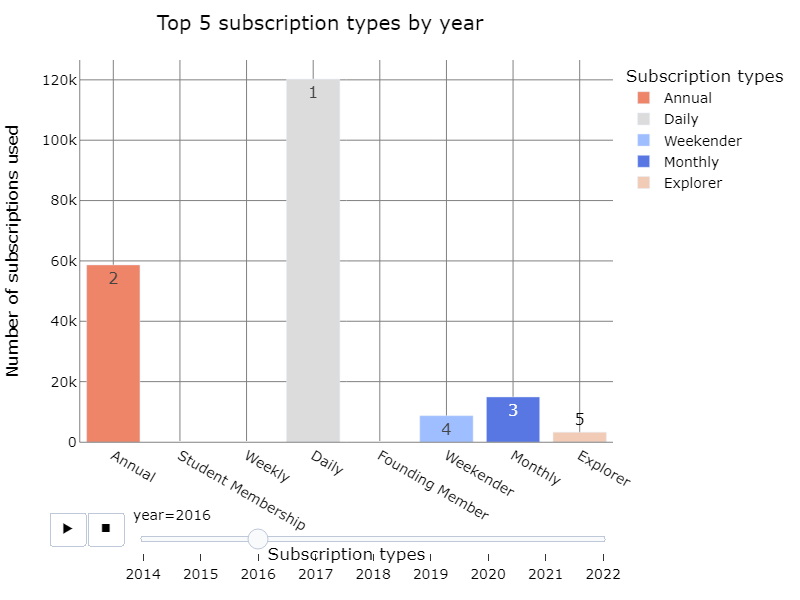 Top 5 subscription types by year
Number of subscriptions used
120k
100k
80k
60k
40k
20k
0
2
1
4
3
5
Annual
Student Membership
Weekly
Daily
Founding Member
Weekender
Monthly
Explorer
Subscription types
Subscription types
Annual
Daily
Weekender
Monthly
Explorer
year=2016
2014 2015 2016 2017 2018 2019 2020 2021 2022